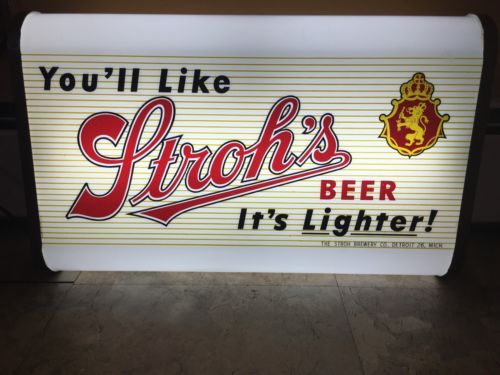 You'll Like
Stroh's
BEER
It's Lighter!
THE STROH BREWERY CO. DETROIT 26, MICH.